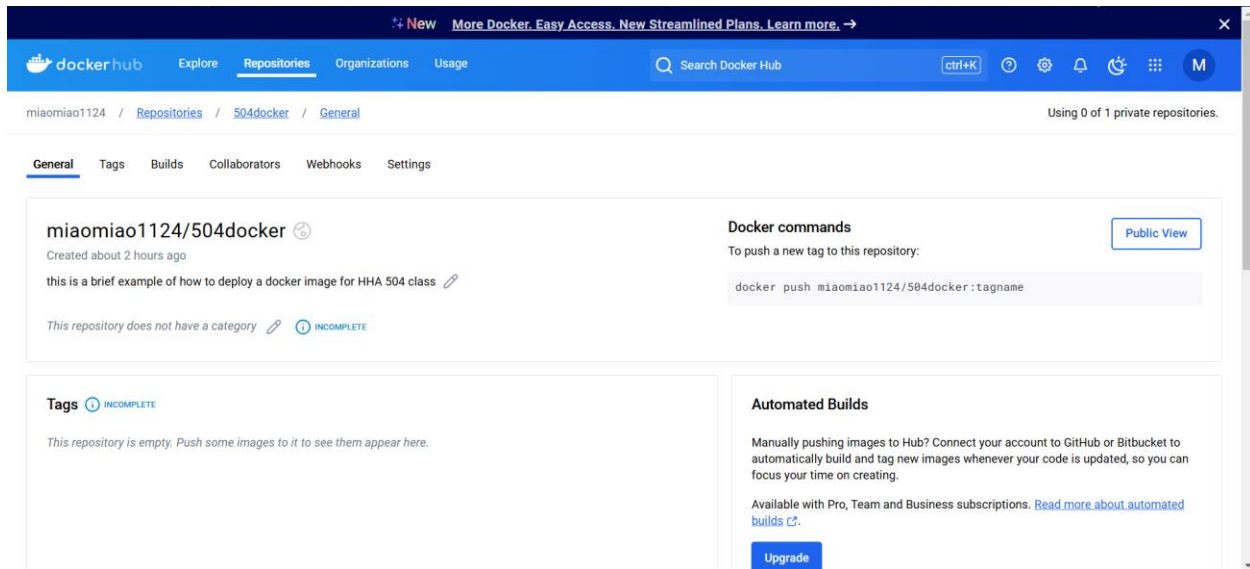 New More Docker. Easy Access. New Streamlined Plans. Learn more. →
dockerhub Explore Repositories Organizations Usage Search Docker Hub ctrl+K M
miaomiao1124 / Repositories / 504docker / General Using 0 of 1 private repositories.
General Tags Builds Collaborators Webhooks Settings
miaomiao1124/504docker
Created about 2 hours ago
this is a brief example of how to deploy a docker image for HHA 504 class
This repository does not have a category INCOMPLETE
Docker commands
To push a new tag to this repository:
Public View
docker push miaomiao1124/504docker:tagname
Tags INCOMPLETE
This repository is empty. Push some images to it to see them appear here.
Automated Builds
Manually pushing images to Hub? Connect your account to GitHub or Bitbucket to
automatically build and tag new images whenever your code is updated, so you can
focus your time on creating.
Available with Pro, Team and Business subscriptions. Read more about automated
builds.
Upgrade